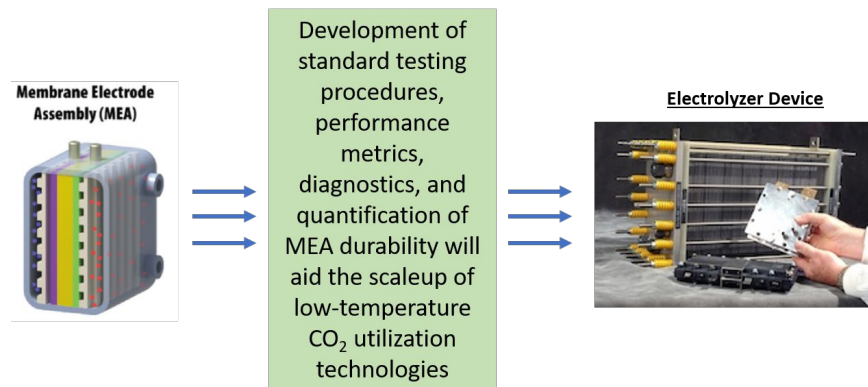 Membrane Electrode
Assembly (MEA)
Development of
standard testing
procedures,
performance
metrics,
diagnostics, and
quantification of
MEA durability will
aid the scaleup of
low-temperature
CO₂ utilization
technologies
Electrolyzer Device